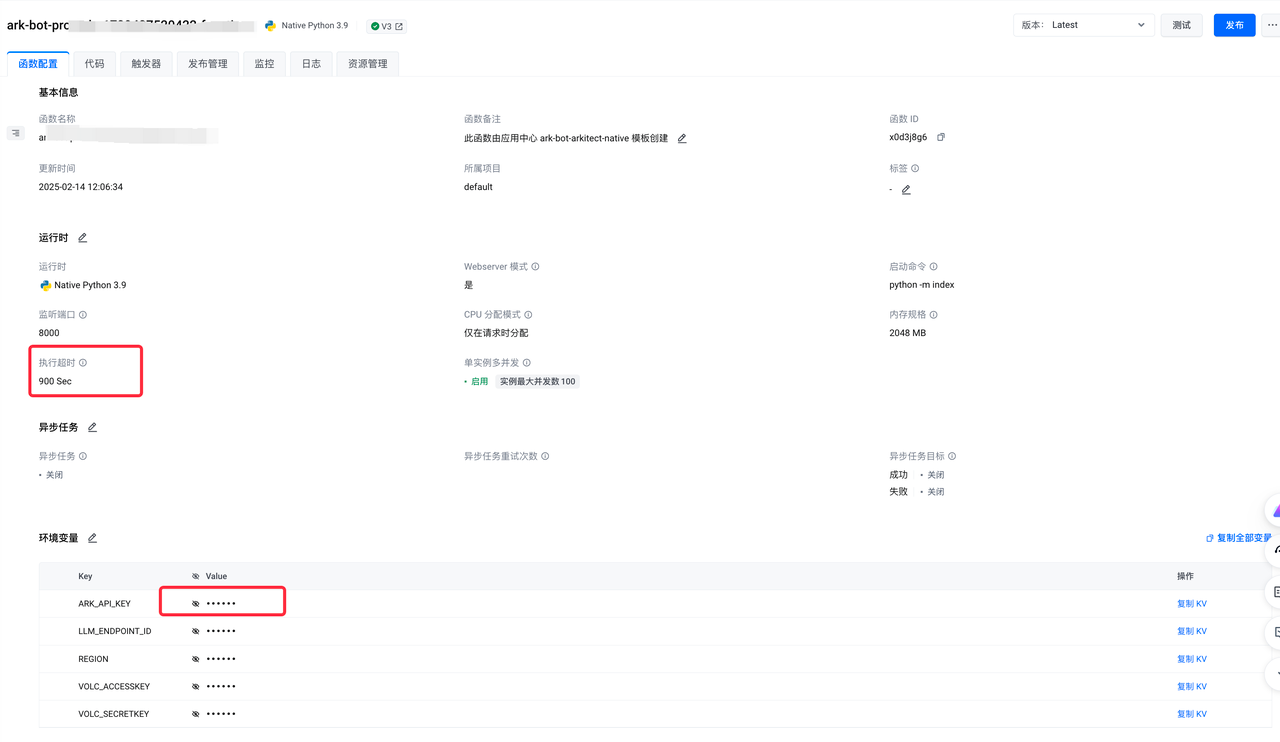 ark-bot-pro Native Python 3.9 V3 版本: Latest 测试 发布
函数配置 代码 触发器 发布管理 监控 日志 资源管理
基本信息
函数名称 函数备注 函数 ID
此函数由应用中心 ark-bot-arkitect-native 模板创建 x0d3j8g6
更新时间 所属项目 标签
2025-02-14 12:06:34 default -
运行时
运行时 Webserver 模式 启动命令
Native Python 3.9 是 python -m index
监听端口 CPU 分配模式 内存规格
8000 仅在请求时分配 2048 MB
执行超时 单实例多并发
900 Sec 启用 实例最大并发数 100
异步任务
异步任务 异步任务重试次数 异步任务目标
关闭 成功 关闭
失败 关闭
环境变量 复制全部变量
Key Value 操作
ARK_API_KEY •••••• 复制 KV
LLM_ENDPOINT_ID •••••• 复制 KV
REGION •••••• 复制 KV
VOLC_ACCESSKEY •••••• 复制 KV
VOLC_SECRETKEY •••••• 复制 KV